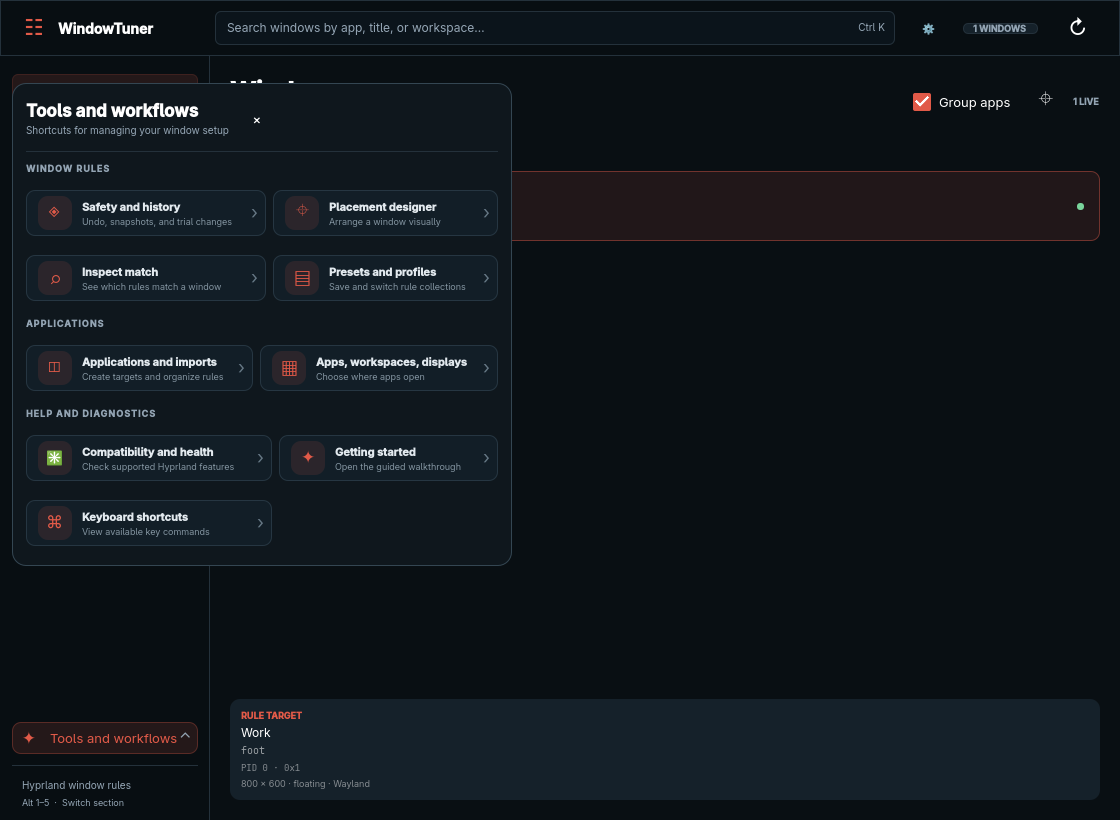 WindowTuner
Search windows by app, title, or workspace...
Ctrl K
1 WINDOWS
Group apps
1 LIVE
Tools and workflows
Shortcuts for managing your window setup
×
WINDOW RULES
Safety and history
Undo, snapshots, and trial changes
Placement designer
Arrange a window visually
Inspect match
See which rules match a window
Presets and profiles
Save and switch rule collections
APPLICATIONS
Applications and imports
Create targets and organize rules
Apps, workspaces, displays
Choose where apps open
HELP AND DIAGNOSTICS
Compatibility and health
Check supported Hyprland features
Getting started
Open the guided walkthrough
Keyboard shortcuts
View available key commands
RULE TARGET
Work
foot
PID 0 · 0x1
800 × 600 · floating · Wayland
Tools and workflows
Hyprland window rules
Alt 1–5 · Switch section